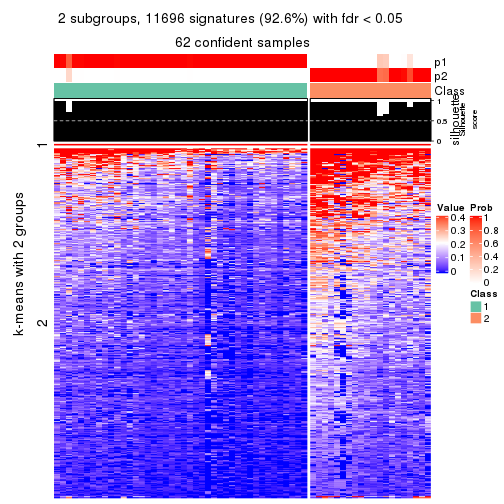 2 subgroups, 11696 signatures (92.6%) with fdr < 0.05
62 confident samples
p1
p2
Class
1
0.5
0
silhouette
Silhouette
score
1
2
k-means with 2 groups
Value
0.4
0.3
0.2
0.1
0
Prob
1
0.8
0.6
0.4
0.2
0
Class
1
2